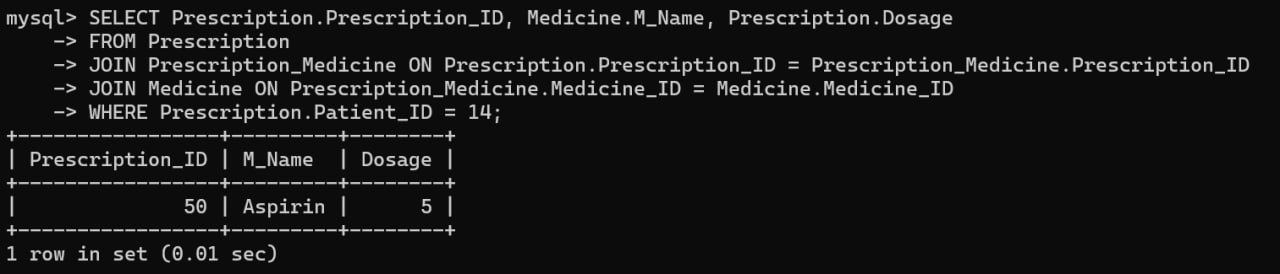 mysql> SELECT Prescription.Prescription_ID, Medicine.M_Name, Prescription.Dosage
    -> FROM Prescription
    -> JOIN Prescription_Medicine ON Prescription.Prescription_ID = Prescription_Medicine.Prescription_ID
    -> JOIN Medicine ON Prescription_Medicine.Medicine_ID = Medicine.Medicine_ID
    -> WHERE Prescription.Patient_ID = 14;
+-----------------+---------+--------+
| Prescription_ID | M_Name  | Dosage |
+-----------------+---------+--------+
|              50 | Aspirin |      5 |
+-----------------+---------+--------+
1 row in set (0.01 sec)